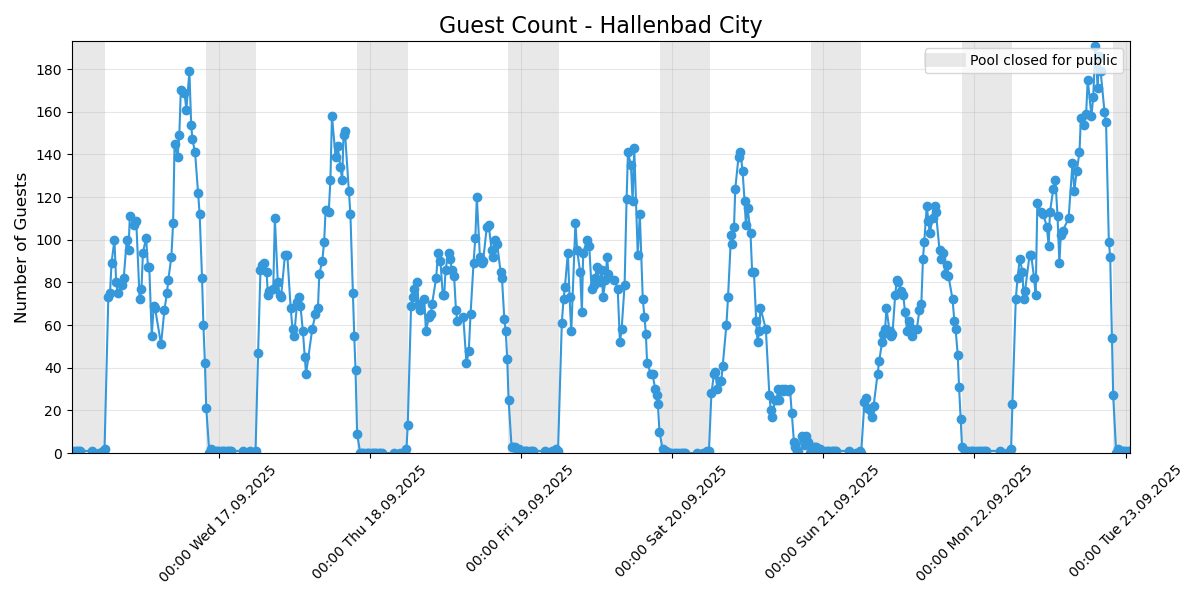 Guest Count - Hallenbad City
Pool closed for public
Number of Guests
180
160
140
120
100
80
60
40
20
0
00:00 Wed 17.09.2025
00:00 Thu 18.09.2025
00:00 Fri 19.09.2025
00:00 Sat 20.09.2025
00:00 Sun 21.09.2025
00:00 Mon 22.09.2025
00:00 Tue 23.09.2025